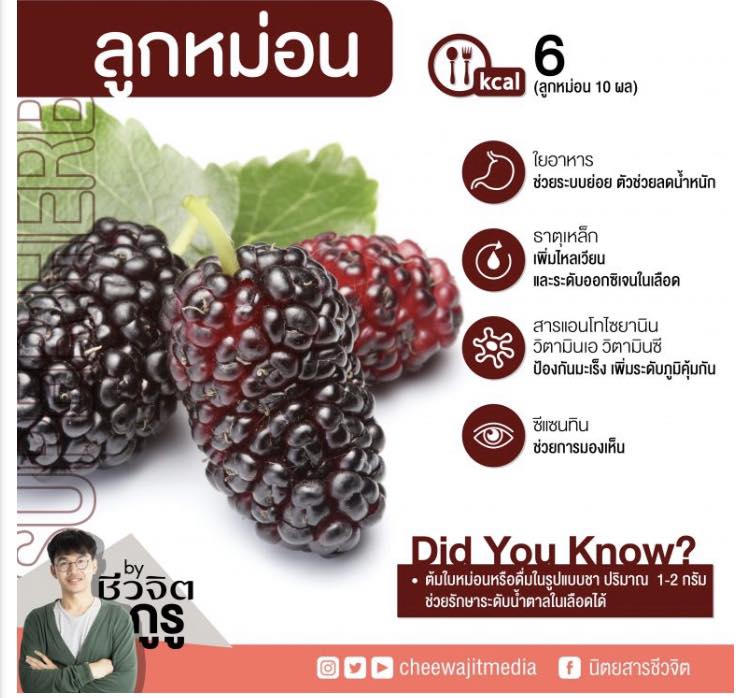 ลูกหม่อน
kcal
6
(ลูกหม่อน 10 ผล)
ใยอาหาร
ช่วยระบบย่อย ตัวช่วยลดน้ำหนัก
ธาตุเหล็ก
เพิ่มไหลเวียน
และระดับออกซิเจนในเลือด
สารแอนโทไซยานิน
วิตามินเอ วิตามินซี
ป้องกันมะเร็ง เพิ่มระดับภูมิคุ้มกัน
ซีแซนทิน
ช่วยการมองเห็น
Did You Know?
• ต้มใบหม่อนหรือดื่มในรูปแบบชา ปริมาณ 1-2 กรัม
ช่วยรักษาระดับน้ำตาลในเลือดได้
by
ชีวจิต
กูรู
cheewajitmedia
นิตยสารชีวจิต